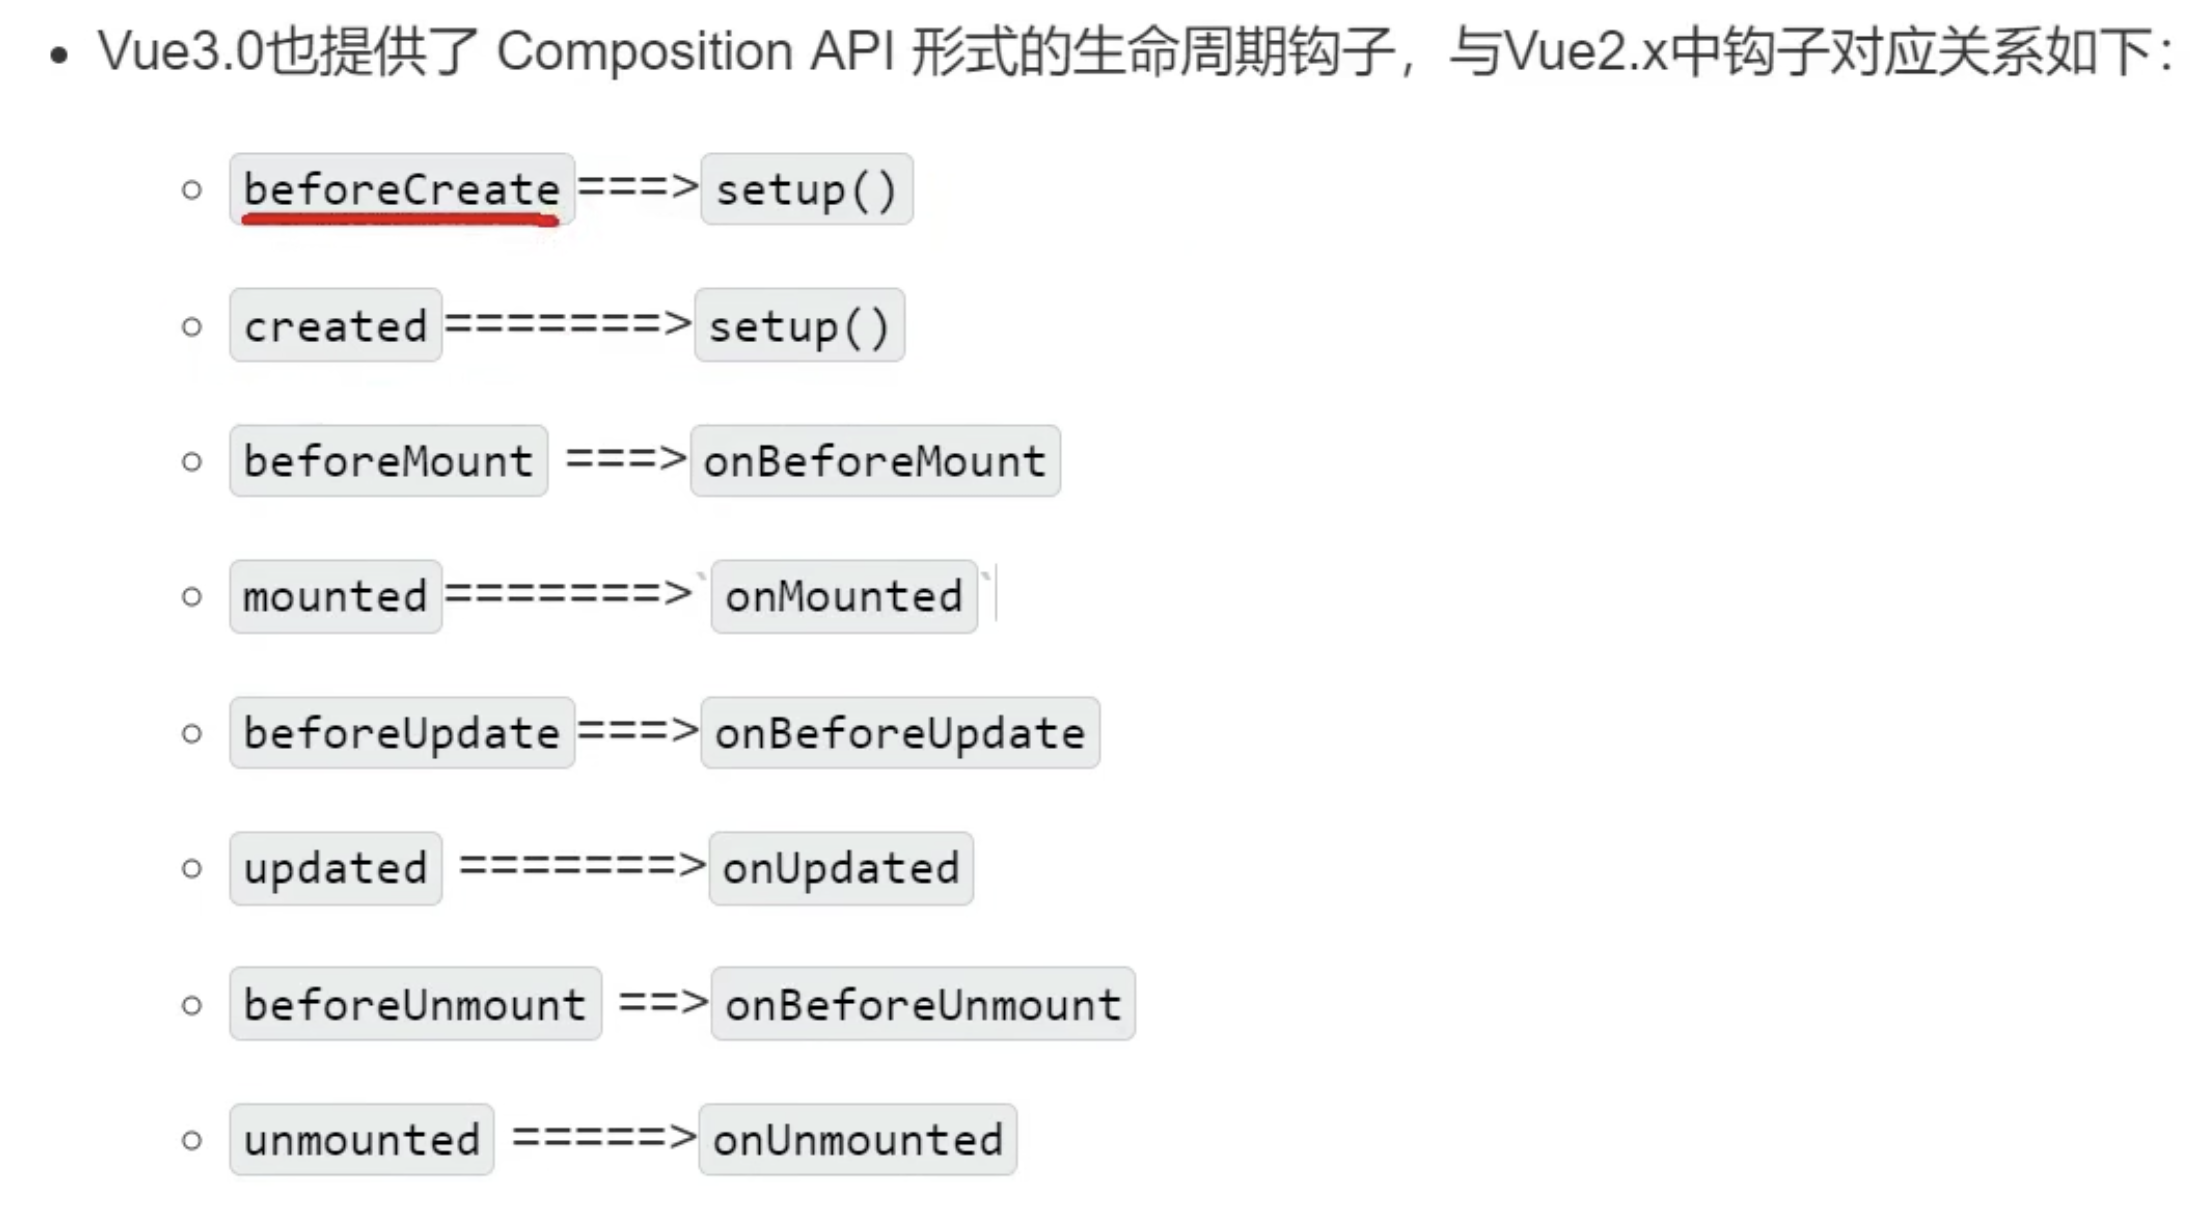 Vue3.0也提供了 Composition API 形式的生命周期钩子，与Vue2.x中钩子对应关系如下：
beforeCreate===>setup()
created=======>setup()
beforeMount ===>onBeforeMount
mounted=======>`onMounted`
beforeUpdate===>onBeforeUpdate
updated =======>onUpdated
beforeUnmount ==>onBeforeUnmount
unmounted =====>onUnmounted